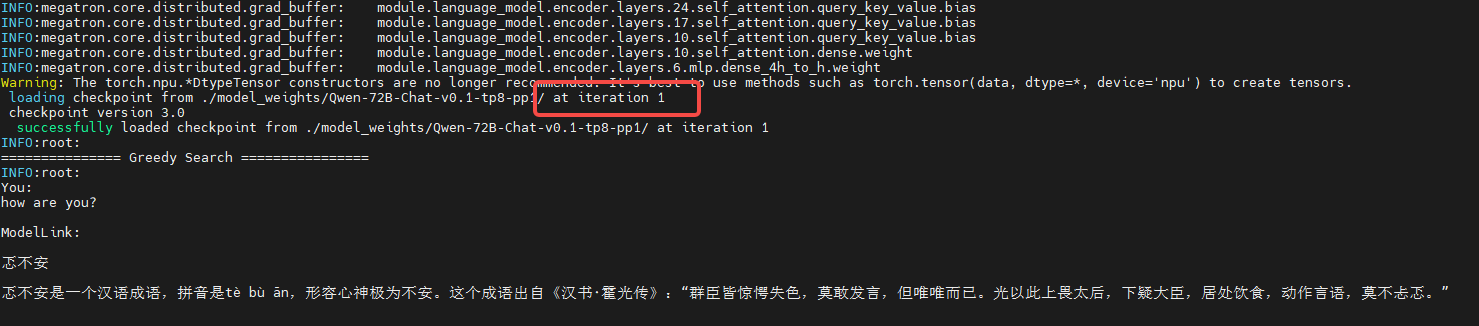 INFO:megatron.core.distributed.grad_buffer:    module.language_model.encoder.layers.24.self_attention.query_key_value.bias
INFO:megatron.core.distributed.grad_buffer:    module.language_model.encoder.layers.17.self_attention.query_key_value.bias
INFO:megatron.core.distributed.grad_buffer:    module.language_model.encoder.layers.10.self_attention.query_key_value.bias
INFO:megatron.core.distributed.grad_buffer:    module.language_model.encoder.layers.10.self_attention.dense.weight
INFO:megatron.core.distributed.grad_buffer:    module.language_model.encoder.layers.6.mlp.dense_4h_to_h.weight
Warning: The torch.npu.*DtypeTensor constructors are no longer recommended. It's best to use methods such as torch.tensor(data, dtype=*, device='npu') to create tensors.
loading checkpoint from ./model_weights/Qwen-72B-Chat-v0.1-tp8-pp1/ at iteration 1
checkpoint version 3.0
successfully loaded checkpoint from ./model_weights/Qwen-72B-Chat-v0.1-tp8-pp1/ at iteration 1
INFO:root:
=============== Greedy Search ================
INFO:root:
You:
how are you?
ModelLink:
忑不安
忑不安是一个汉语成语，拼音是tè bù ān，形容心神极为不安。这个成语出自《汉书·霍光传》：“群臣皆惊愕失色，莫敢发言，但唯唯而已。光以此上畏太后，下疑大臣，居处饮食，动作言语，莫不忐忑。”